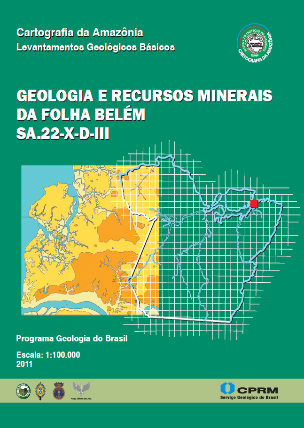 Cartografia da Amazônia
Levantamentos Geológicos Básicos
GEOLOGIA E RECURSOS MINERAIS
DA FOLHA BELÉM
SA.22-X-D-III
Programa Geologia do Brasil
Escala: 1:100.000
2011
CPRM
Serviço Geológico do Brasil